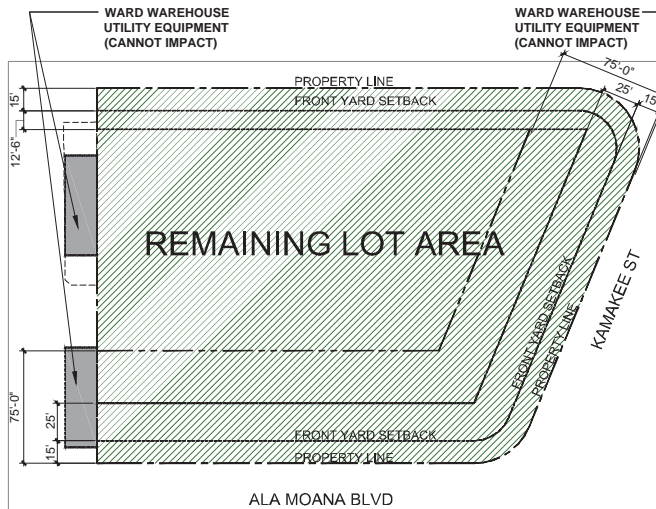 WARD WAREHOUSE
UTILITY EQUIPMENT
(CANNOT IMPACT)
WARD WAREHOUSE
UTILITY EQUIPMENT
(CANNOT IMPACT)
75'-0"
25'
15'
PROPERTY LINE
15'
FRONT YARD SETBACK
12'-6"
REMAINING LOT AREA
KAMAKEE ST
FRONT YARD SETBACK
PROPERTY LINE
75'-0"
25'
FRONT YARD SETBACK
15'
PROPERTY LINE
ALA MOANA BLVD